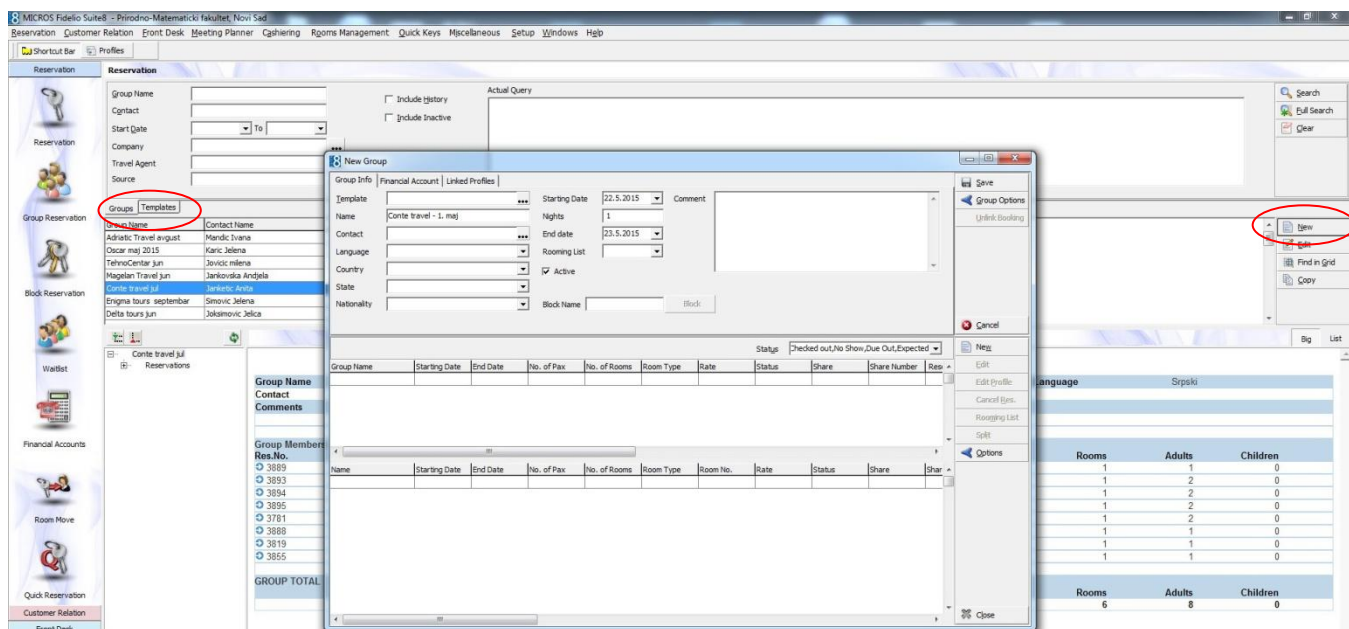 MICROS Fidelio Suite8 - Prirodno-Matematicki fakultet, Novi Sad
Reservation Customer Relation Front Desk Meeting Planner Cashiering Rooms Management Quick Keys Miscellaneous Setup Windows Help
Shortcut Bar Profiles
Reservation
Reservation
Group Reservation
Block Reservation
Waitlist
Financial Accounts
Room Move
Quick Reservation
Customer Relation
Front Desk
Reservation
Group Name
Contact
Start Date To
Company ...
Travel Agent
Source
Include History
Include Inactive
Actual Query
Search
Full Search
Clear
Groups Templates
Group Name Contact Name
Adriatic Travel avgust Mandic Ivana
Oscar maj 2015 Karic Jelena
TehnoCentar jun Jovicic milena
Magelan Travel jun Jankovska Andjela
Conte travel jul Janketic Anita
Enigma tours septembar Simovic Jelena
Delta tours jun Joksimovic Jelica
New
Edit
Find in Grid
Copy
Big List
Conte travel jul
Reservations
Group Name
Contact
Comments
Group Members
Res.No.
3889
3893
3894
3895
3781
3888
3819
3855
GROUP TOTAL
New Group
Group Info Financial Account Linked Profiles
Template ... Starting Date 22.5.2015 Comment
Name Conte travel - 1. maj Nights 1
Contact ... End date 23.5.2015
Language Rooming List
Country Active
State
Nationality Block Name Block
Save
Group Options
Unlink Booking
Cancel
Status Checked out,No Show,Due Out,Expected
Group Name Starting Date End Date No. of Pax No. of Rooms Room Type Rate Status Share Share Number Res
New
Edit
Edit Profile
Cancel Res.
Rooming List
Split
Options
Name Starting Date End Date No. of Pax No. of Rooms Room Type Room No. Rate Status Share Shar
Close
Language Srpski
Rooms Adults Children
1 1 0
1 2 0
1 2 0
1 2 0
1 2 0
1 1 0
1 1 0
1 1 0
Rooms Adults Children
6 8 0